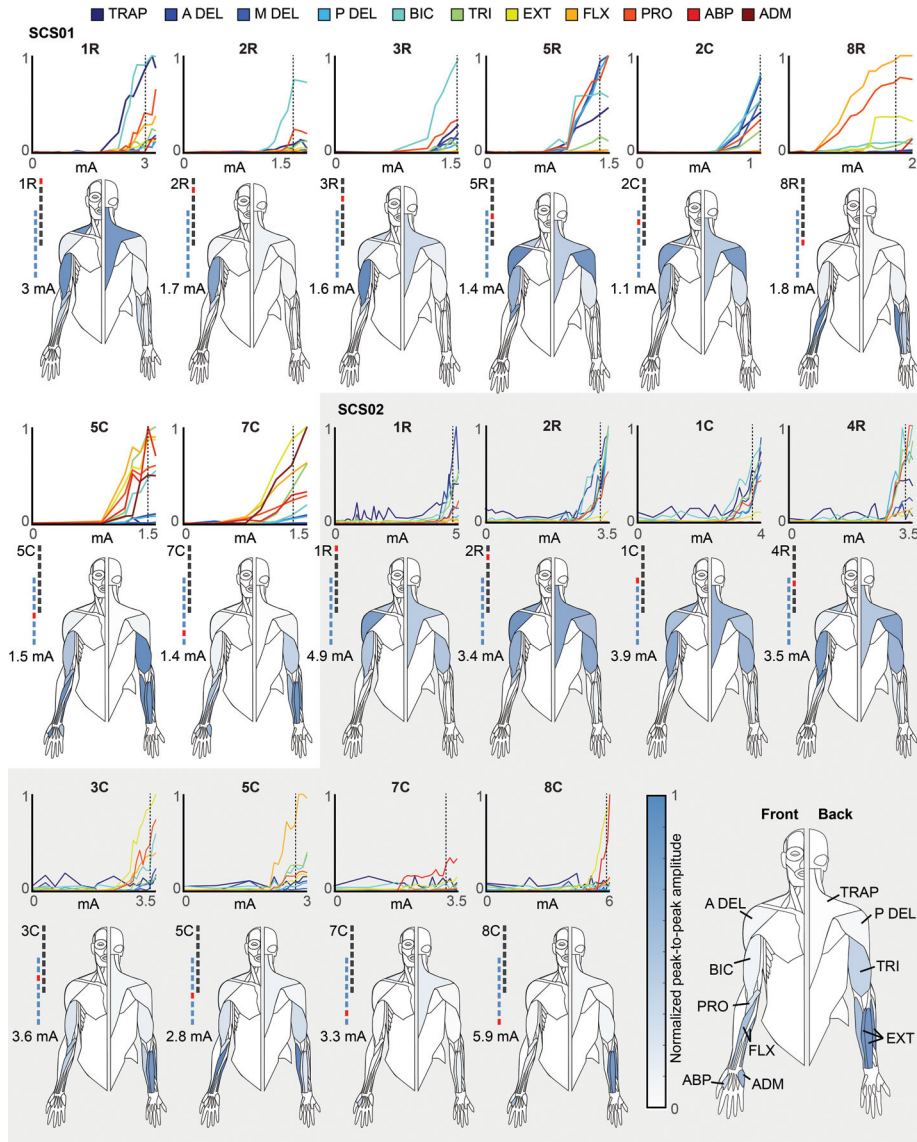 TRAP A DEL M DEL P DEL BIC TRI EXT FLX PRO ABP ADM
SCS01
1R 2R 3R 5R 2C 8R
1 1 1 1 1 1
0 0 0 0 0 0
0 3 0 1.5 0 1.5 0 1.5 0 1 0 2
mA mA mA mA mA mA
1R 2R 3R 5R 2C 8R
3 mA 1.7 mA 1.6 mA 1.4 mA 1.1 mA 1.8 mA
SCS02
5C 7C 1R 2R 1C 4R
1 1 1 1 1 1
0 0 0 0 0 0
0 1.5 0 1.5 0 5 0 3.5 0 4 0 3.5
mA mA mA mA mA mA
5C 7C 1R 2R 1C 4R
1.5 mA 1.4 mA 4.9 mA 3.4 mA 3.9 mA 3.5 mA
3C 5C 7C 8C
1 1 1 1
0 0 0 0
0 3.5 0 3 0 3.5 0 6
mA mA mA mA
3C 5C 7C 8C
3.6 mA 2.8 mA 3.3 mA 5.9 mA
1
Normalized peak-to-peak amplitude
0
Front Back
TRAP
A DEL P DEL
BIC TRI
PRO
FLX EXT
ABP ADM